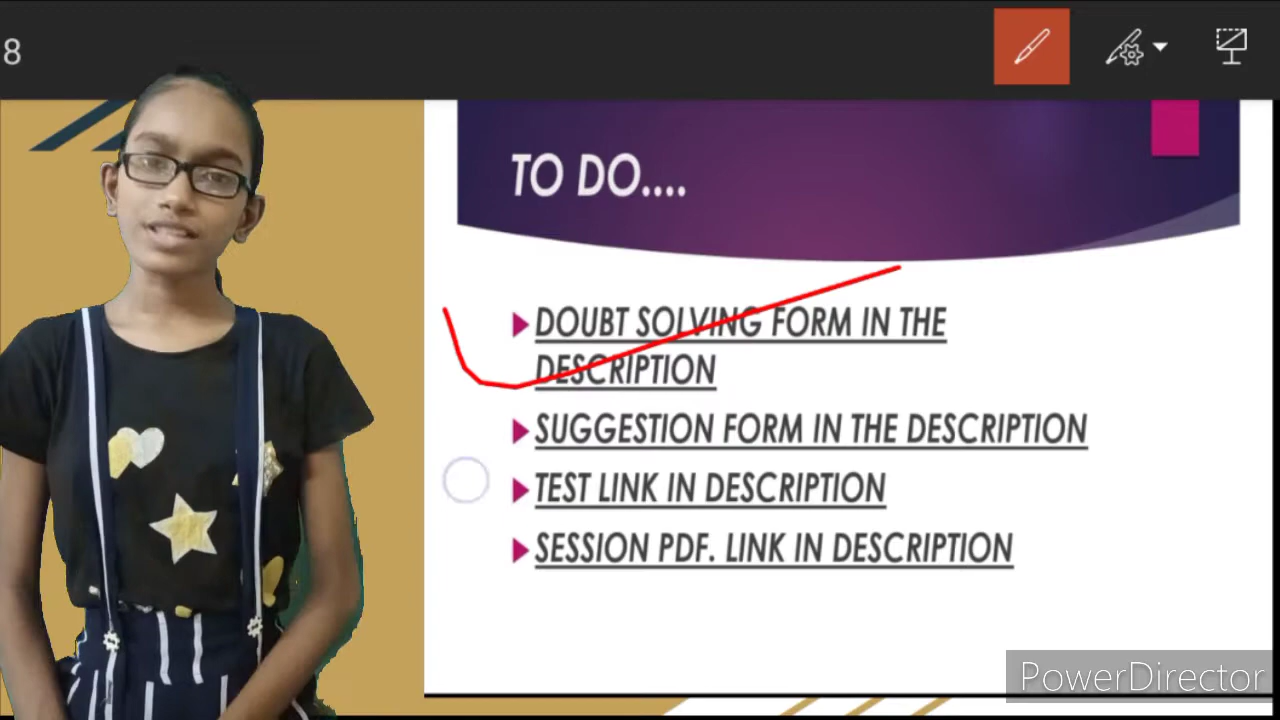 8
TO DO....
DOUBT SOLVING FORM IN THE
DESCRIPTION
SUGGESTION FORM IN THE DESCRIPTION
TEST LINK IN DESCRIPTION
SESSION PDF. LINK IN DESCRIPTION
PowerDirector